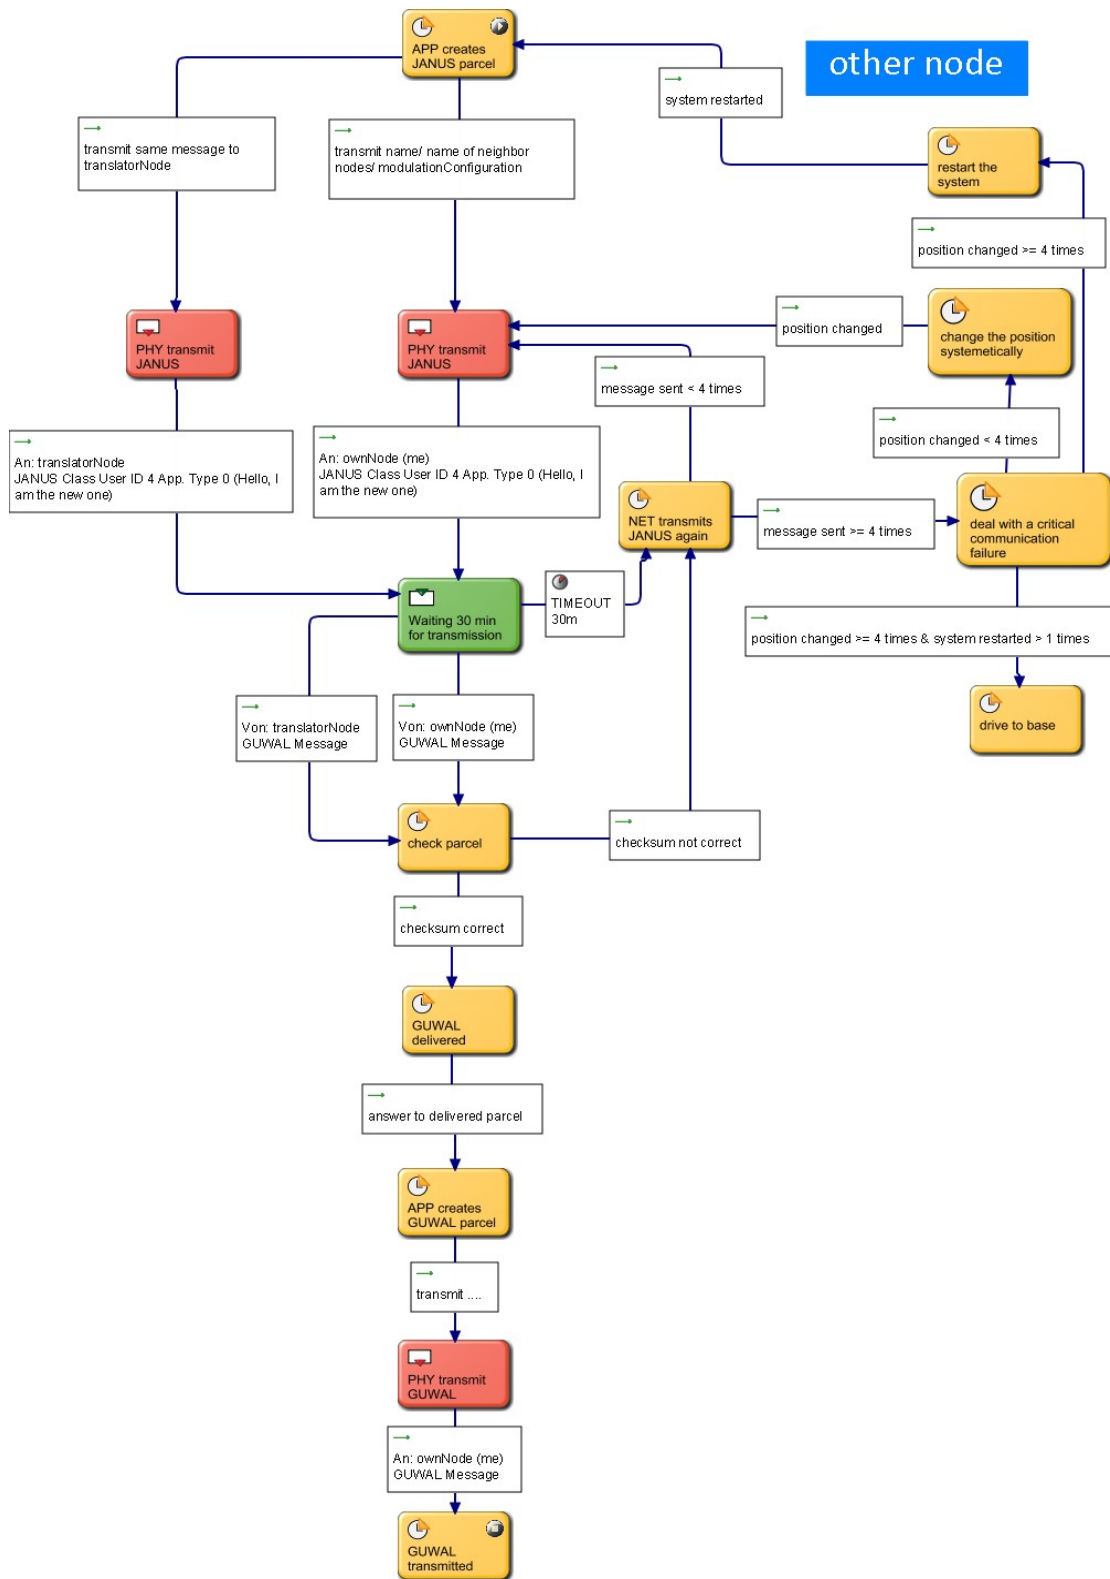 APP creates
JANUS parcel
other node
system restarted
transmit same message to
translatorNode
transmit name/ name of neighbor
nodes/ modulationConfiguration
restart the
system
position changed >= 4 times
PHY transmit
JANUS
PHY transmit
JANUS
position changed
change the position
systemetically
message sent < 4 times
position changed < 4 times
An: translatorNode
JANUS Class User ID 4 App. Type 0 (Hello, I
am the new one)
An: ownNode (me)
JANUS Class User ID 4 App. Type 0 (Hello, I
am the new one)
NET transmits
JANUS again
message sent >= 4 times
deal with a critical
communication
failure
Waiting 30 min
for transmission
TIMEOUT
30m
position changed >= 4 times & system restarted > 1 times
Von: translatorNode
GUWAL Message
Von: ownNode (me)
GUWAL Message
drive to base
check parcel
checksum not correct
checksum correct
GUWAL
delivered
answer to delivered parcel
APP creates
GUWAL parcel
transmit ....
PHY transmit
GUWAL
An: ownNode (me)
GUWAL Message
GUWAL
transmitted